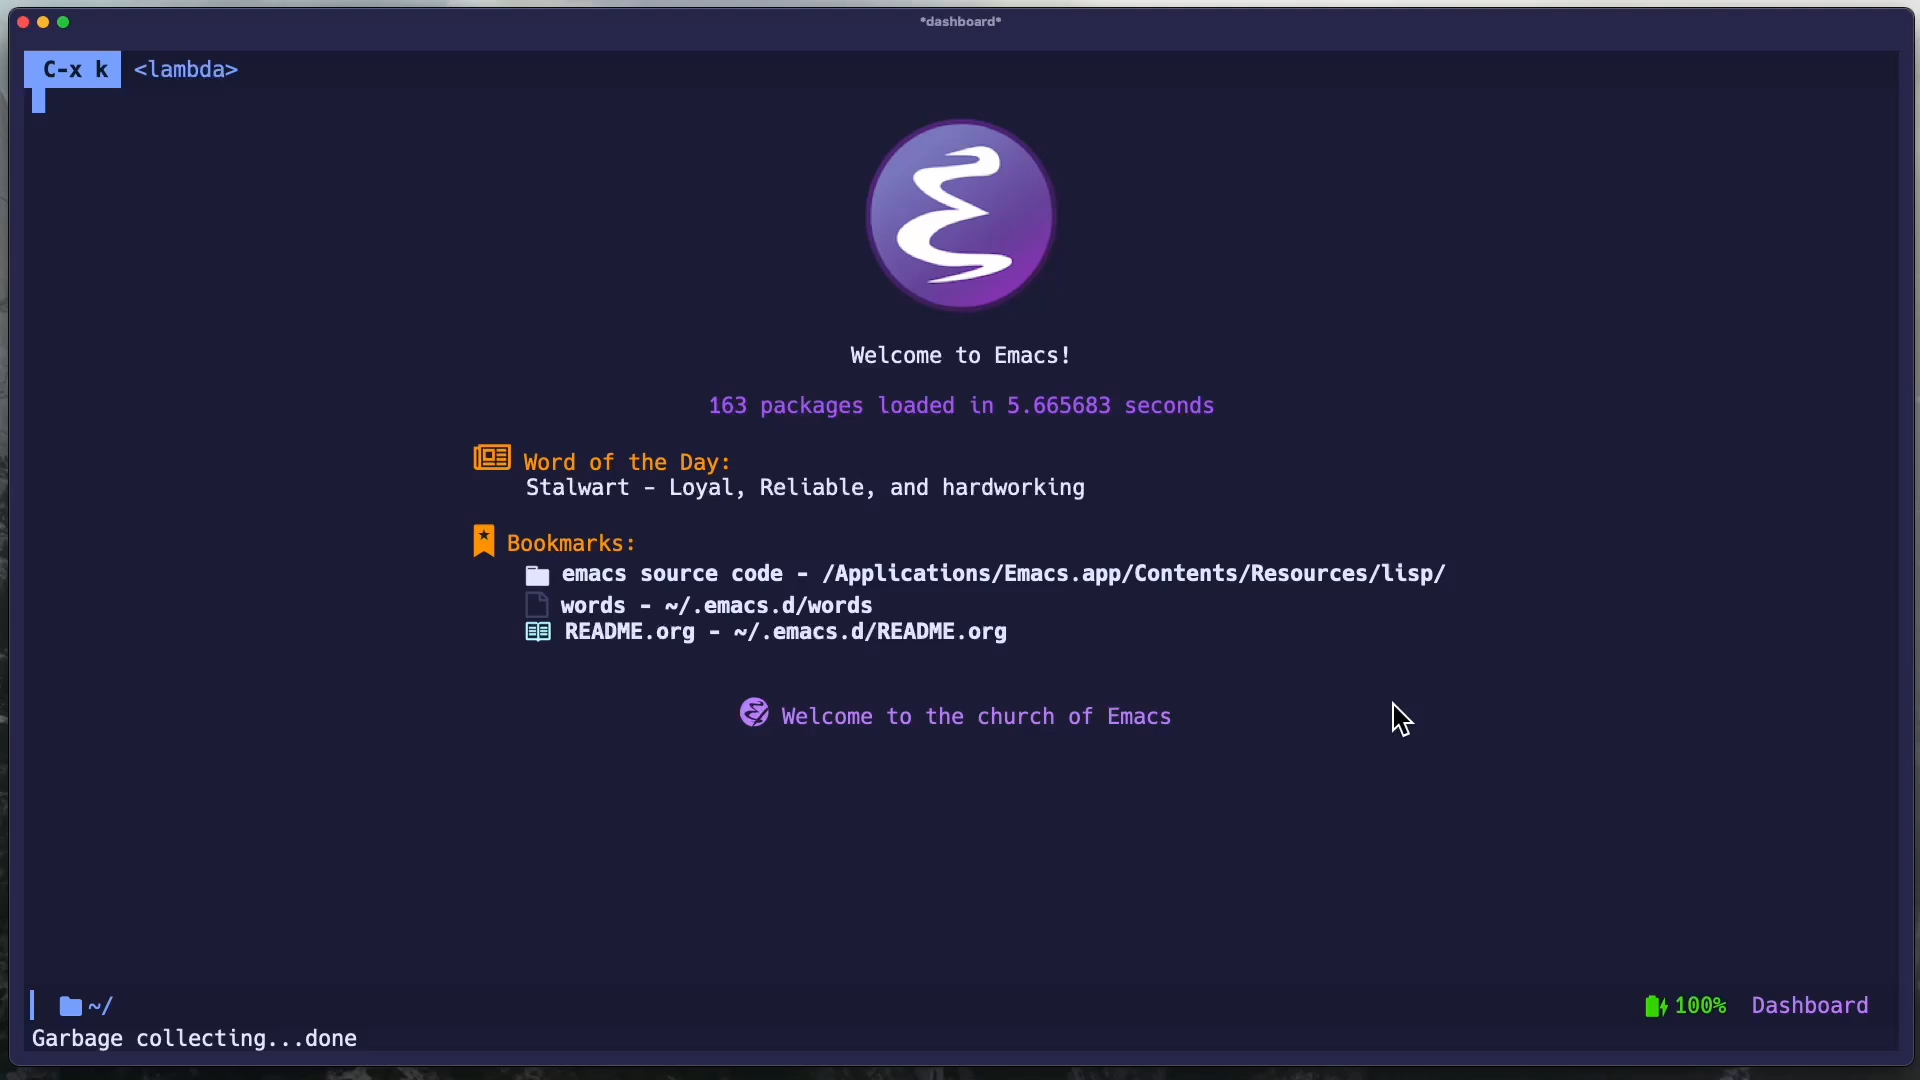 *dashboard*
C-x k <lambda>
Welcome to Emacs!
163 packages loaded in 5.665683 seconds
Word of the Day:
Stalwart - Loyal, Reliable, and hardworking
Bookmarks:
emacs source code - /Applications/Emacs.app/Contents/Resources/lisp/
words - ~/.emacs.d/words
README.org - ~/.emacs.d/README.org
Welcome to the church of Emacs
~/ 100% Dashboard
Garbage collecting...done